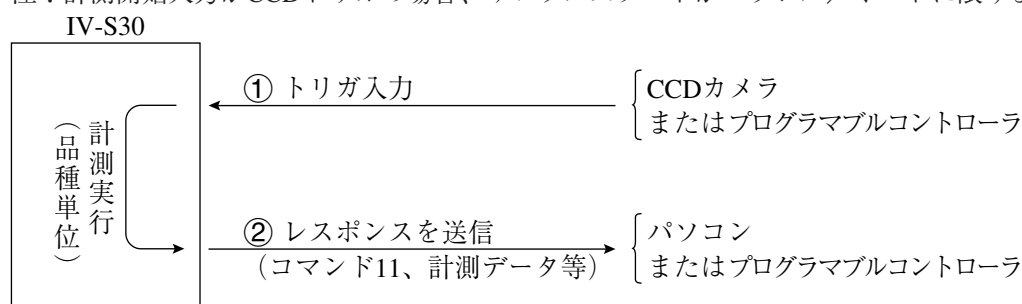 IV-S30
① トリガ入力
CCDカメラ
またはプログラマブルコントローラ
計測実行
（品種単位）
② レスポンスを送信
（コマンド11、計測データ等）
パソコン
またはプログラマブルコントローラ